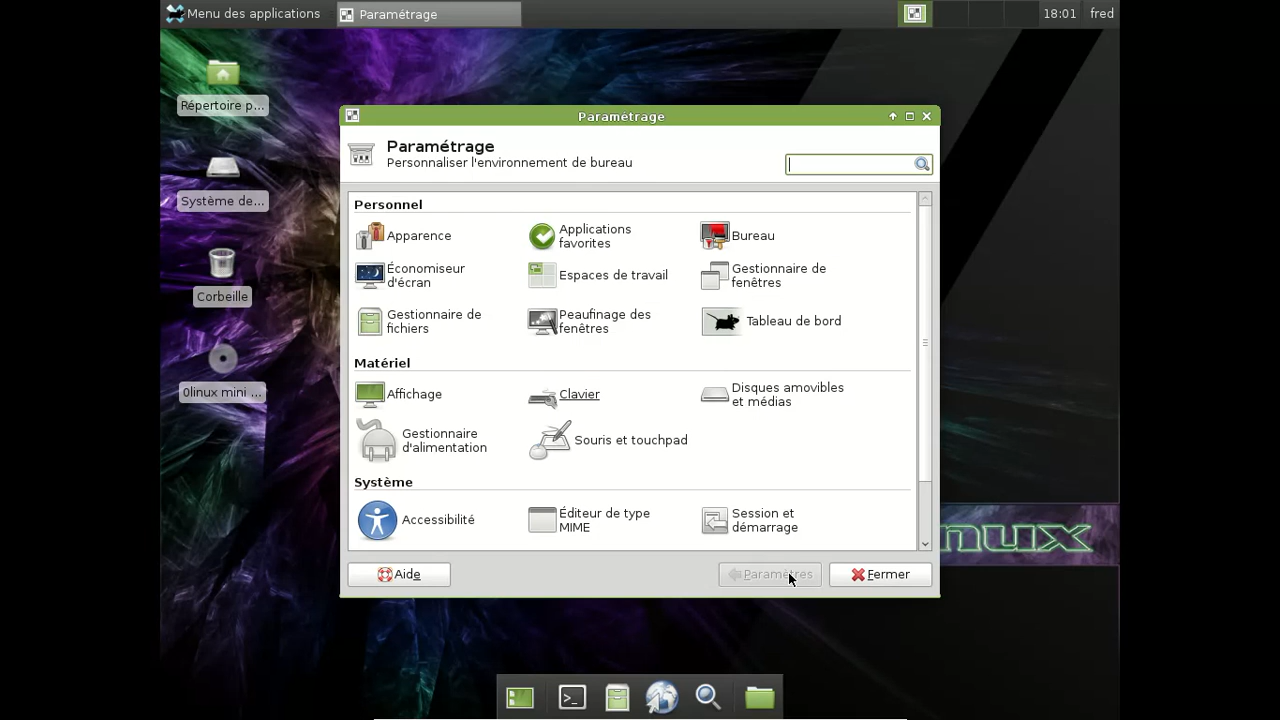 Menu des applications
Paramétrage
18:01
fred
Répertoire p...
Système de...
Corbeille
0linux mini ...
Paramétrage
Paramétrage
Personnaliser l'environnement de bureau
Personnel
Apparence
Applications
favorites
Bureau
Économiseur
d'écran
Espaces de travail
Gestionnaire de
fenêtres
Gestionnaire de
fichiers
Peaufinage des
fenêtres
Tableau de bord
Matériel
Affichage
Clavier
Disques amovibles
et médias
Gestionnaire
d'alimentation
Souris et touchpad
Système
Accessibilité
Éditeur de type
MIME
Session et
démarrage
Aide
Paramètres
Fermer
nux